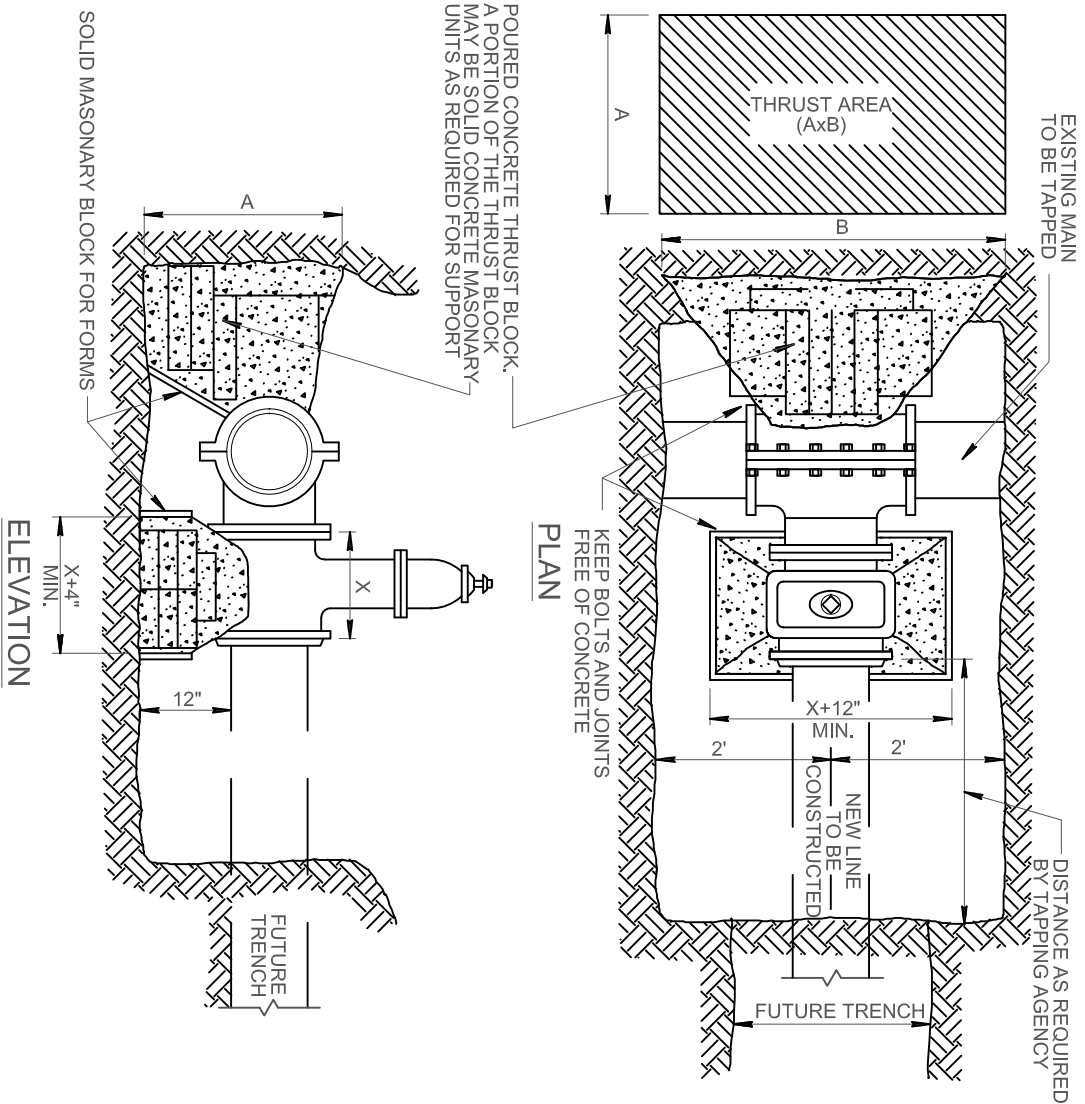 EXISTING MAIN
TO BE TAPPED
THRUST AREA
(AxB)
A
B
POURED CONCRETE THRUST BLOCK.
A PORTION OF THE THRUST BLOCK
MAY BE SOLID CONCRETE MASONARY
UNITS AS REQUIRED FOR SUPPORT
SOLID MASONARY BLOCK FOR FORMS
KEEP BOLTS AND JOINTS
FREE OF CONCRETE
PLAN
X+12"
MIN.
2'
2'
NEW LINE
TO BE
CONSTRUCTED
DISTANCE AS REQUIRED
BY TAPPING AGENCY
FUTURE TRENCH
A
X
X+4"
MIN.
12"
FUTURE
TRENCH
ELEVATION